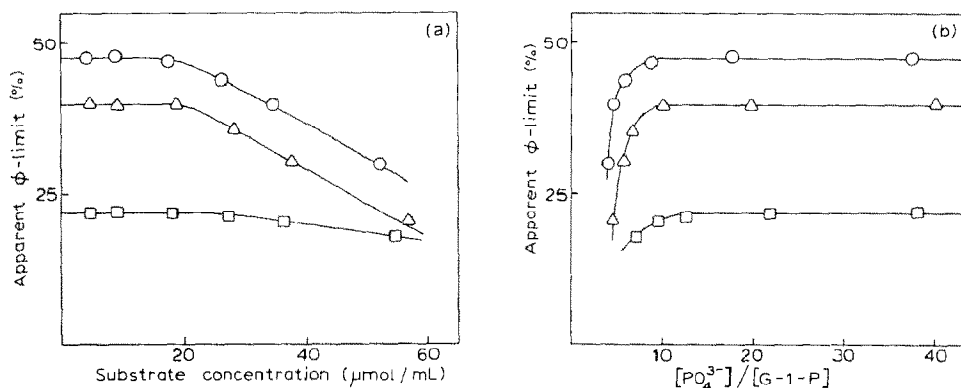 (a)
50
25
Apparent ϕ-limit (%)
20
40
60
Substrate concentration (μmol/mL)
(b)
50
25
Apparent ϕ-limit (%)
10
20
30
40
[PO₄³⁻]/[G-1-P]